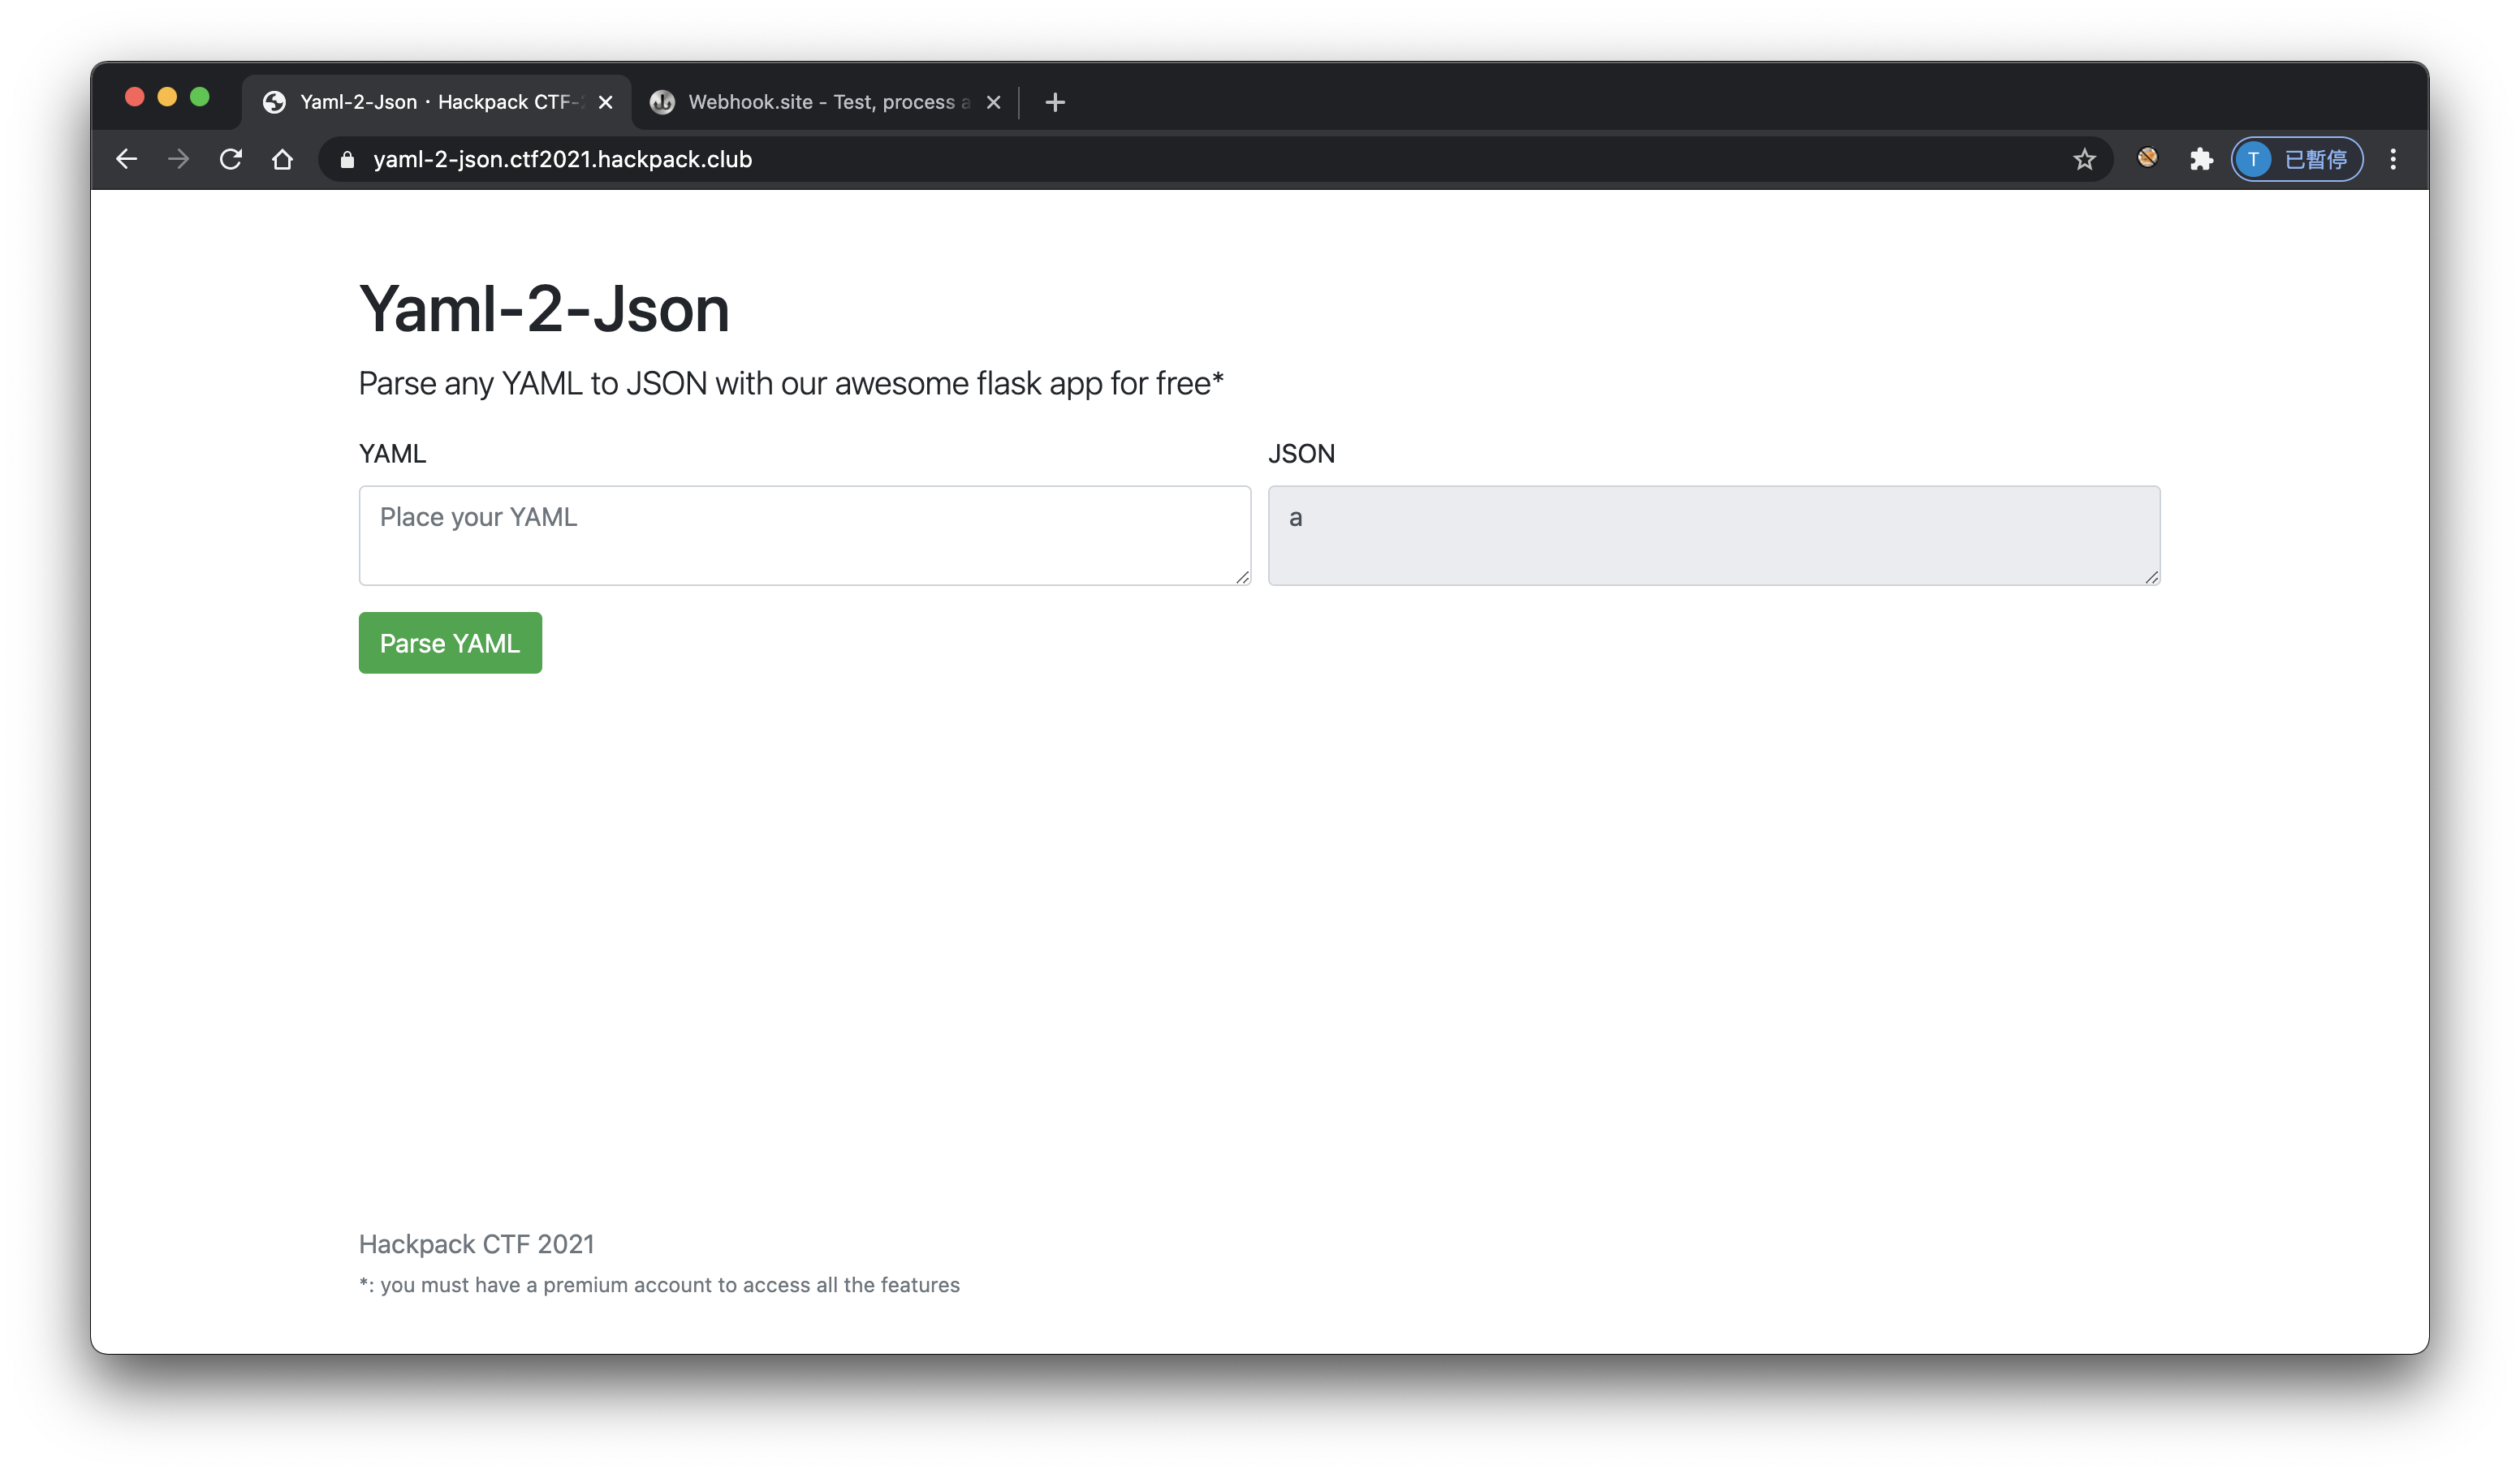 Yaml-2-Json · Hackpack CTF-
Webhook.site - Test, process a
yaml-2-json.ctf2021.hackpack.club
T 已暫停
Yaml-2-Json
Parse any YAML to JSON with our awesome flask app for free*
YAML
JSON
Place your YAML
a
Parse YAML
Hackpack CTF 2021
*: you must have a premium account to access all the features